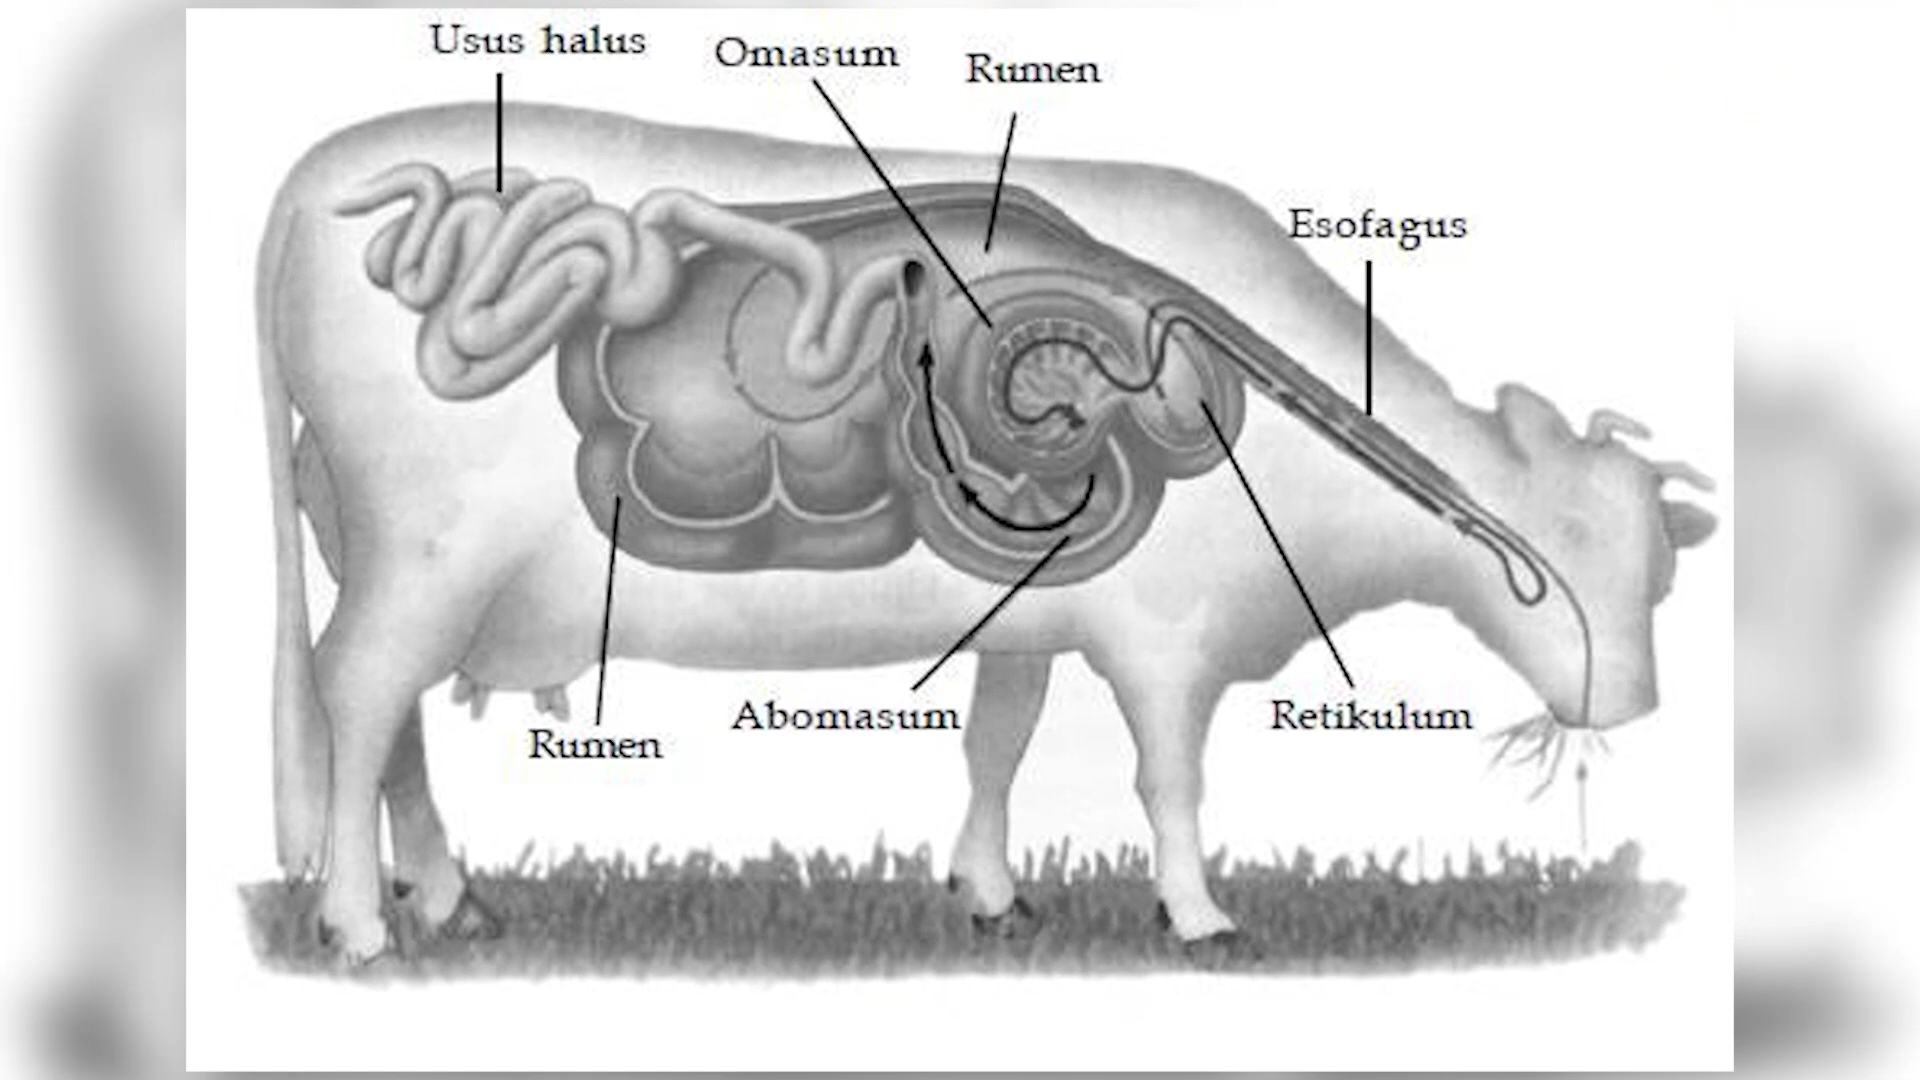 Usus halus
Omasum
Rumen
Esofagus
Rumen
Abomasum
Retikulum